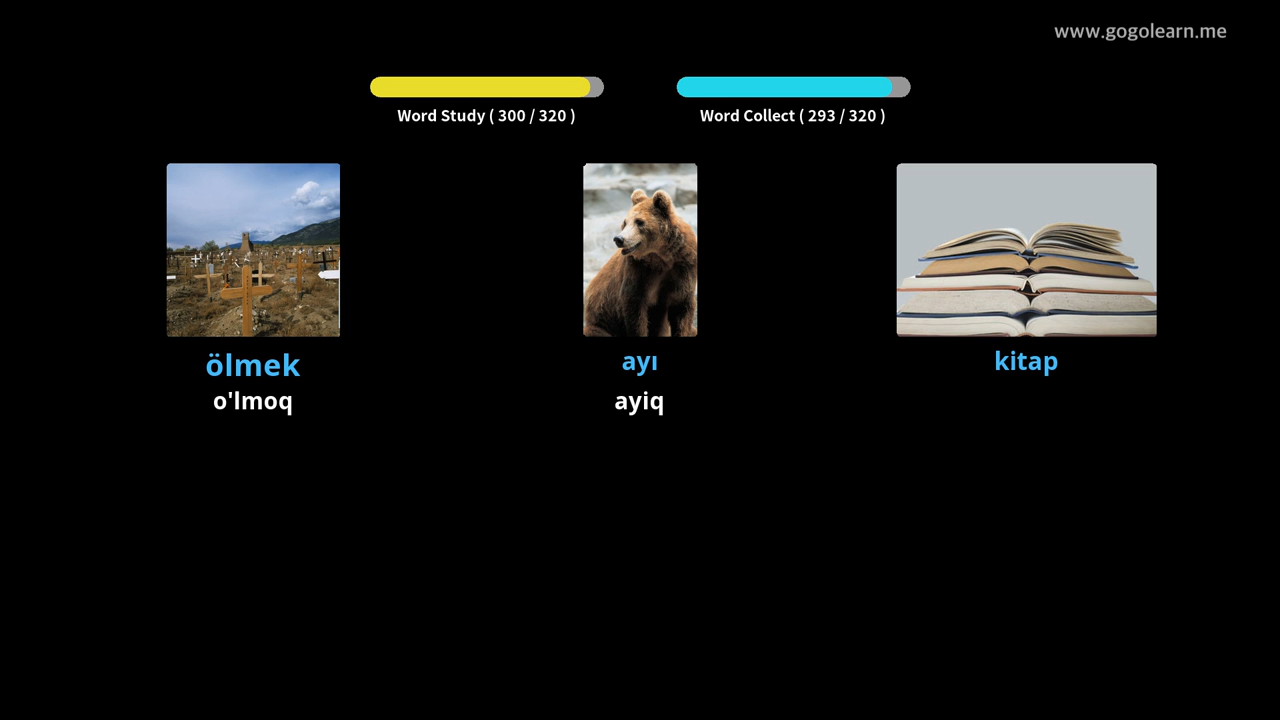 www.gogolearn.me
Word Study ( 300 / 320 )
Word Collect ( 293 / 320 )
ölmek
o'lmoq
ayı
ayiq
kitap